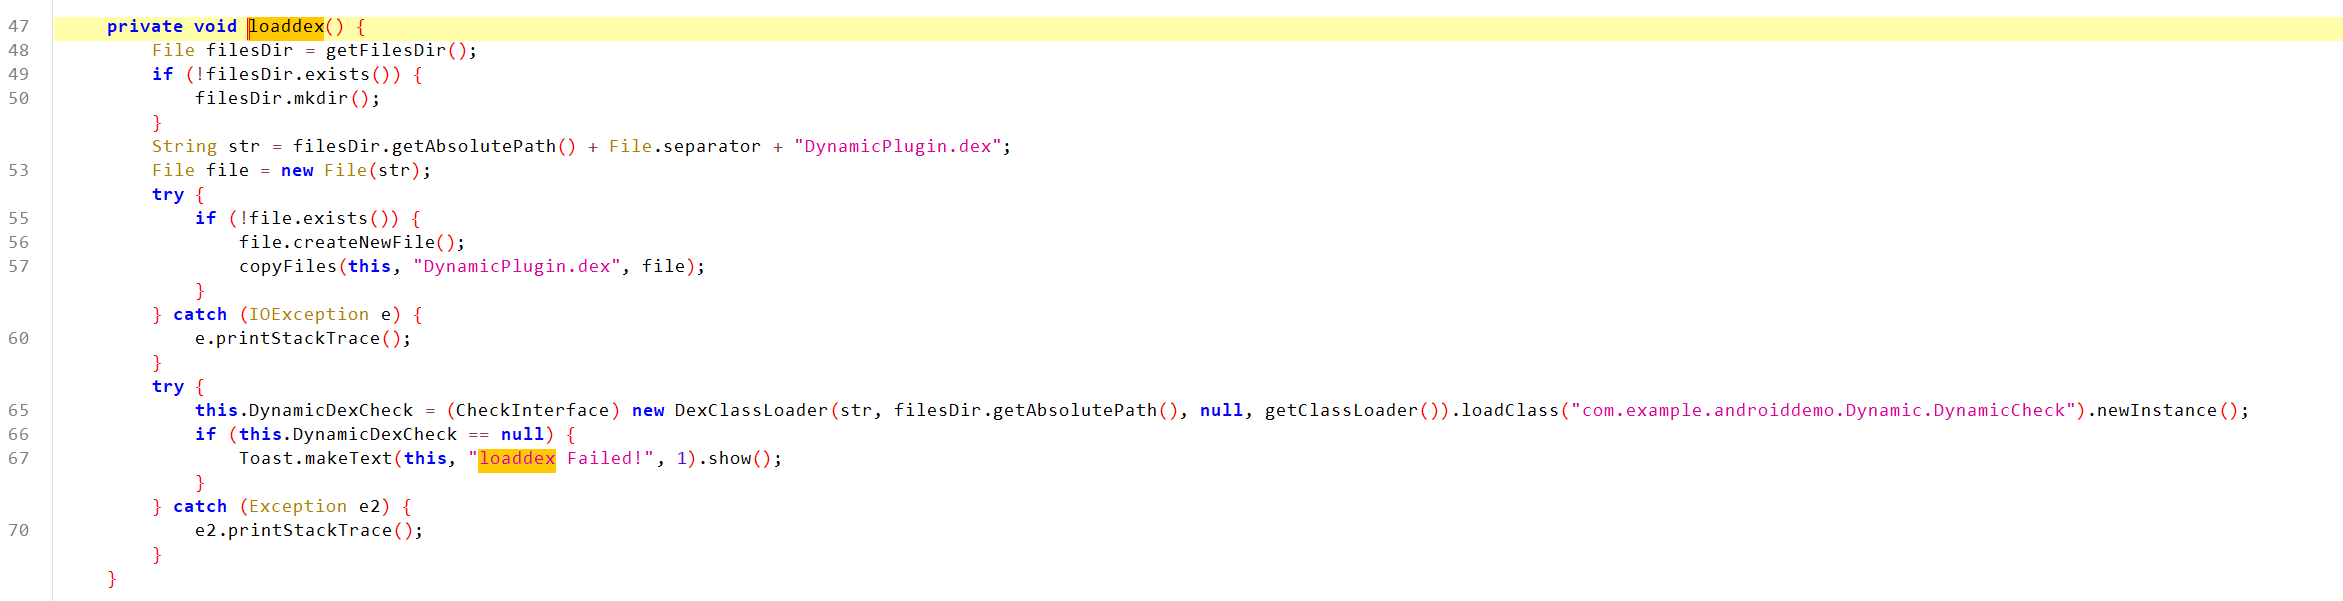 47 private void loaddex() {
48 File filesDir = getFilesDir();
49 if (!filesDir.exists()) {
50 filesDir.mkdir();
}
String str = filesDir.getAbsolutePath() + File.separator + "DynamicPlugin.dex";
53 File file = new File(str);
try {
55 if (!file.exists()) {
56 file.createNewFile();
57 copyFiles(this, "DynamicPlugin.dex", file);
}
} catch (IOException e) {
60 e.printStackTrace();
}
try {
65 this.DynamicDexCheck = (CheckInterface) new DexClassLoader(str, filesDir.getAbsolutePath(), null, getClassLoader()).loadClass("com.example.androiddemo.Dynamic.DynamicCheck").newInstance();
66 if (this.DynamicDexCheck == null) {
67 Toast.makeText(this, "loaddex Failed!", 1).show();
}
} catch (Exception e2) {
70 e2.printStackTrace();
}
}